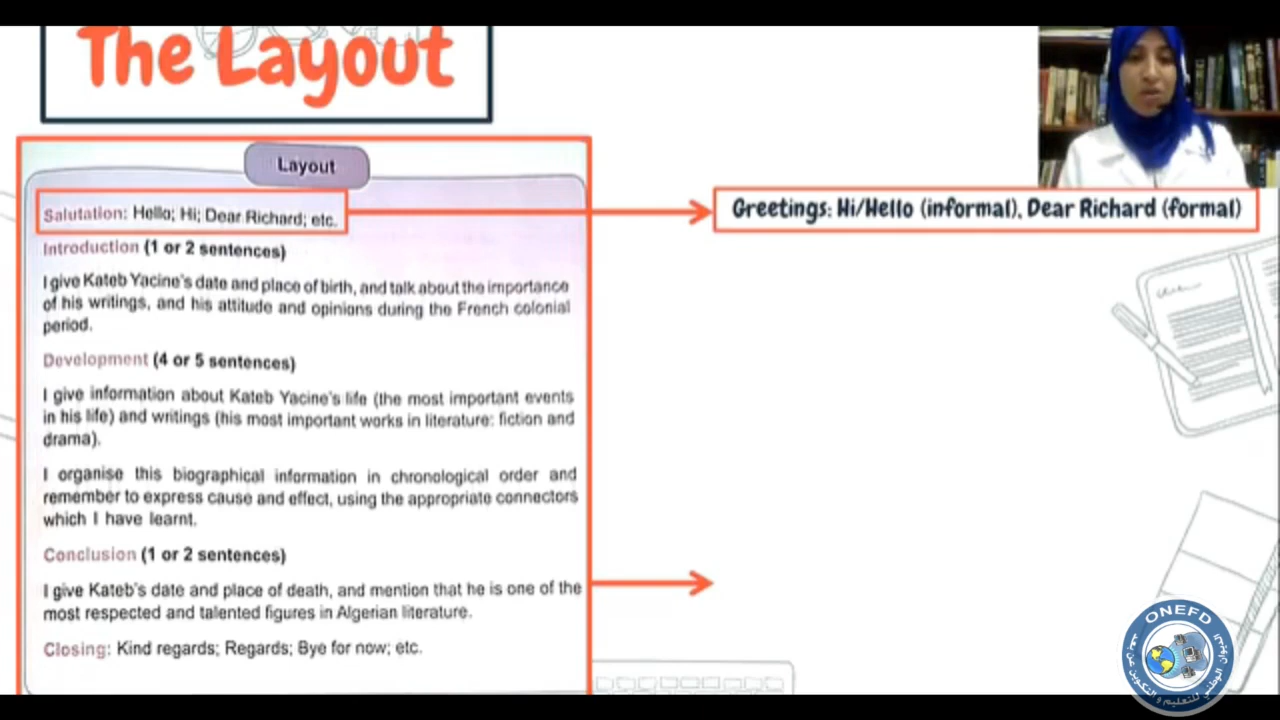 The Layout
Layout
Salutation: Hello; Hi; Dear Richard; etc.
Greetings: Hi/Hello (informal), Dear Richard (formal)
Introduction (1 or 2 sentences)
I give Kateb Yacine's date and place of birth, and talk about the importance
of his writings, and his attitude and opinions during the French colonial
period.
Development (4 or 5 sentences)
I give information about Kateb Yacine's life (the most important events
in his life) and writings (his most important works in literature: fiction and
drama).
I organise this biographical information in chronological order and
remember to express cause and effect, using the appropriate connectors
which I have learnt.
Conclusion (1 or 2 sentences)
I give Kateb's date and place of death, and mention that he is one of the
most respected and talented figures in Algerian literature.
Closing: Kind regards; Regards; Bye for now; etc.
ONEFD